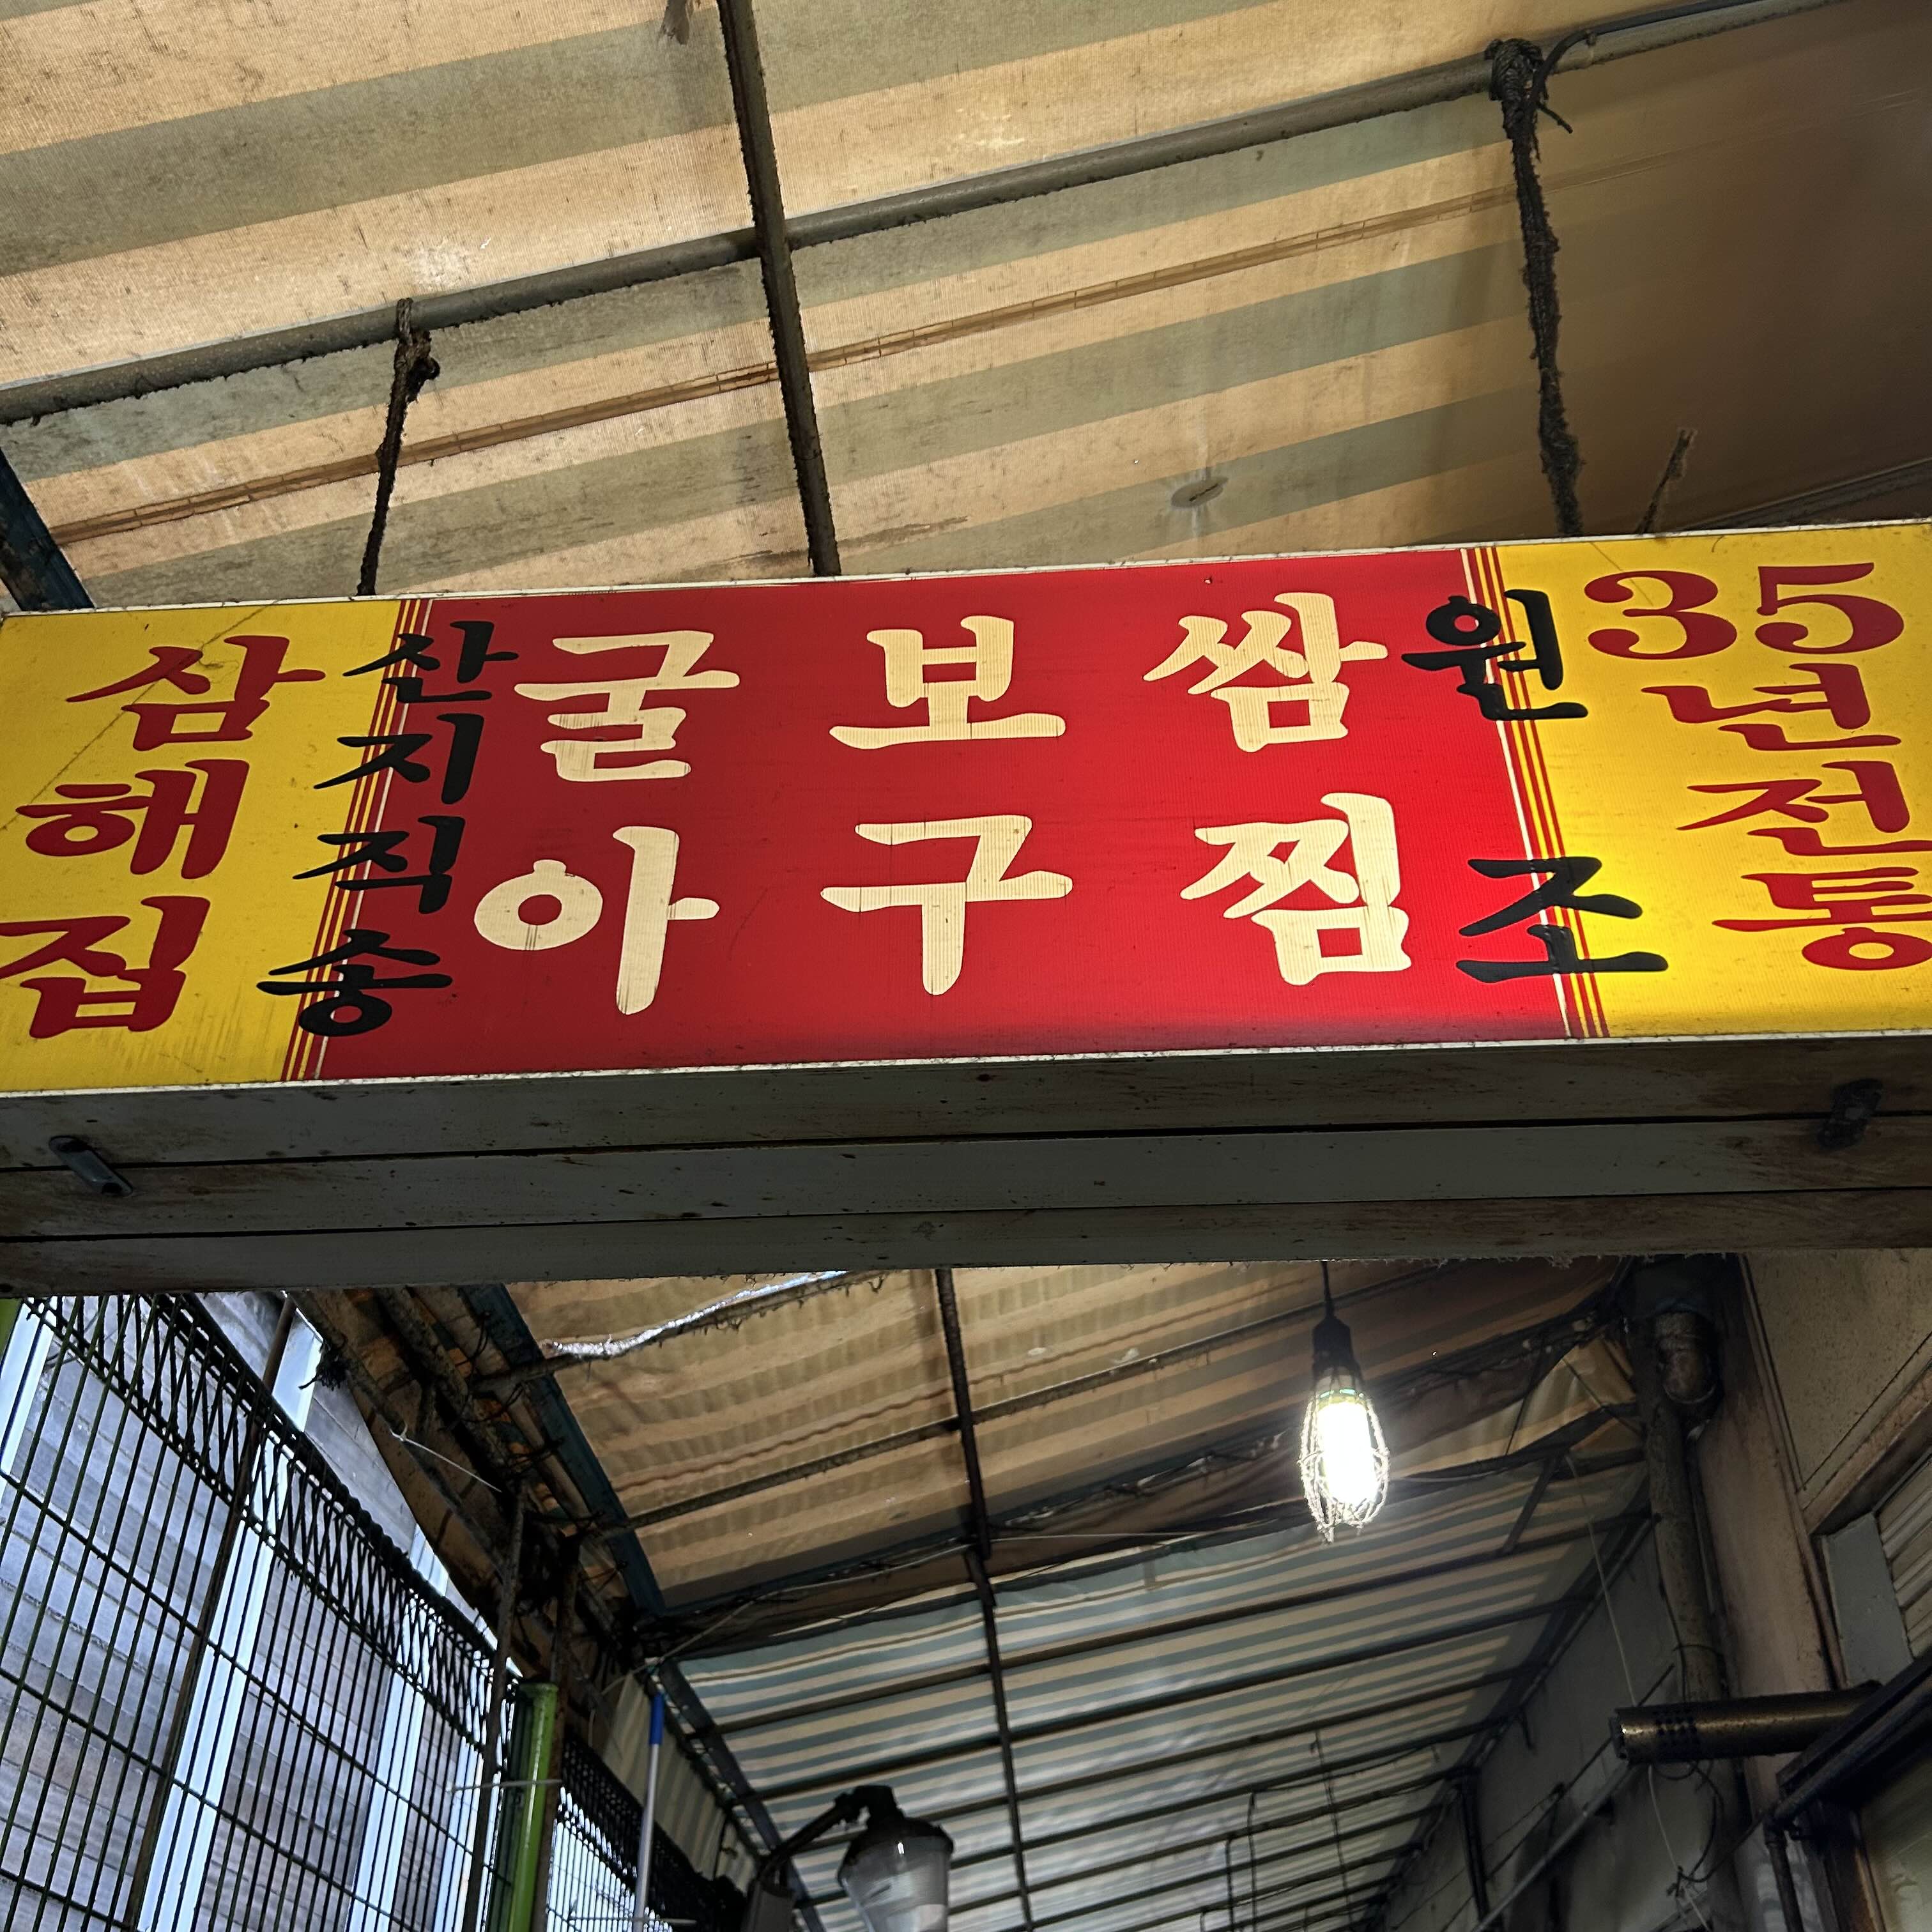 삼해집
산지직송
굴보쌈
아구찜
원조
35년전통